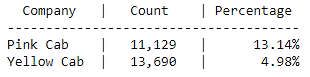 Company | Count | Percentage
------------------------------------
Pink Cab | 11,129 | 13.14%
Yellow Cab | 13,690 | 4.98%